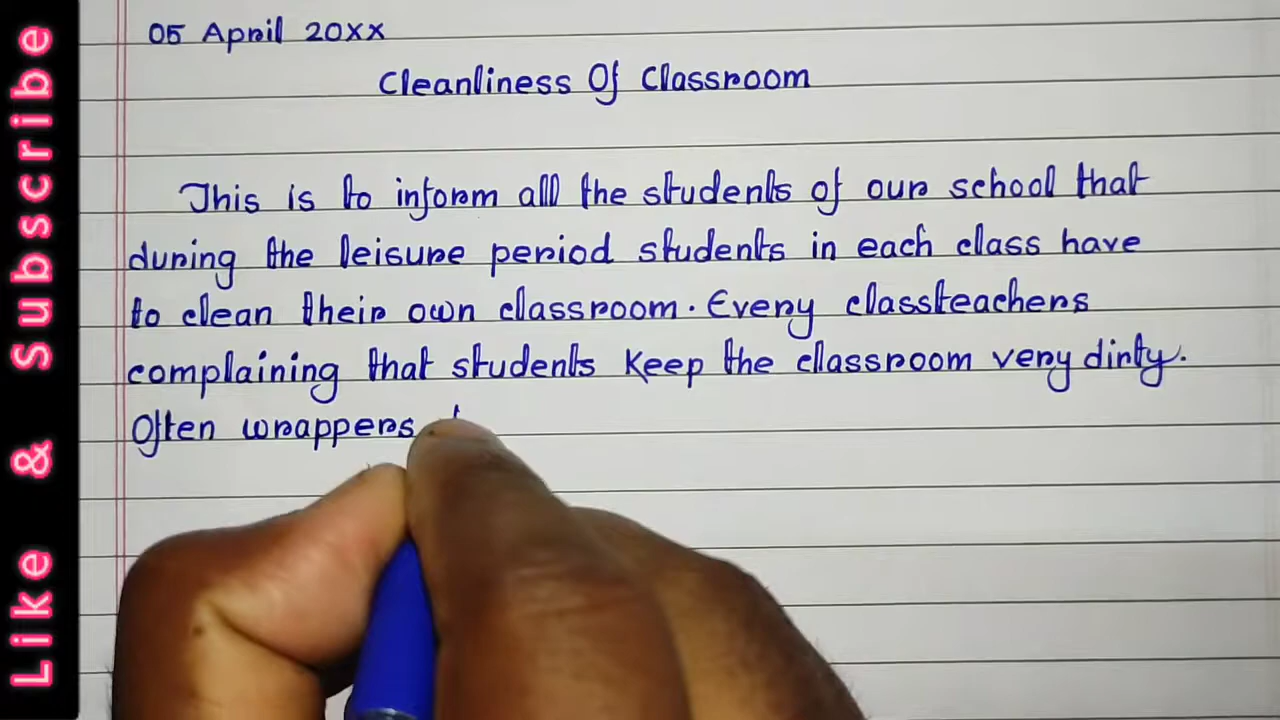 Like & Subscribe
05 April 20xx
Cleanliness Of Classroom
This is to inform all the students of our school that
during the leisure period students in each class have
to clean their own classroom. Every classteachers
complaining that students keep the classroom very dirty.
Often wrappers